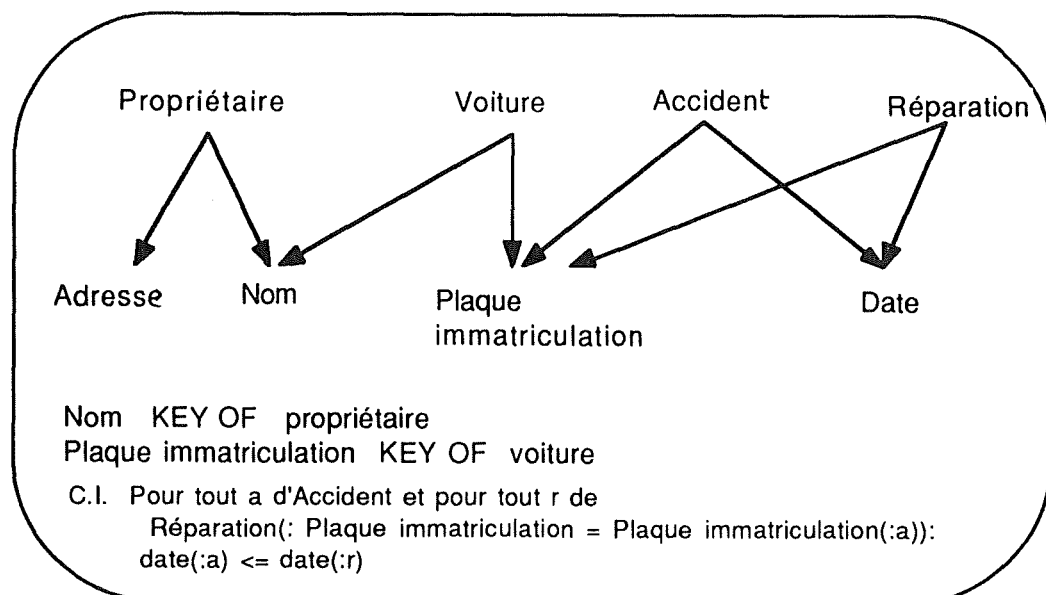 Propriétaire Voiture Accident Réparation
Adresse Nom Plaque Date
immatriculation
Nom KEY OF propriétaire
Plaque immatriculation KEY OF voiture
C.I. Pour tout a d'Accident et pour tout r de
Réparation(: Plaque immatriculation = Plaque immatriculation(:a)):
date(:a) <= date(:r)